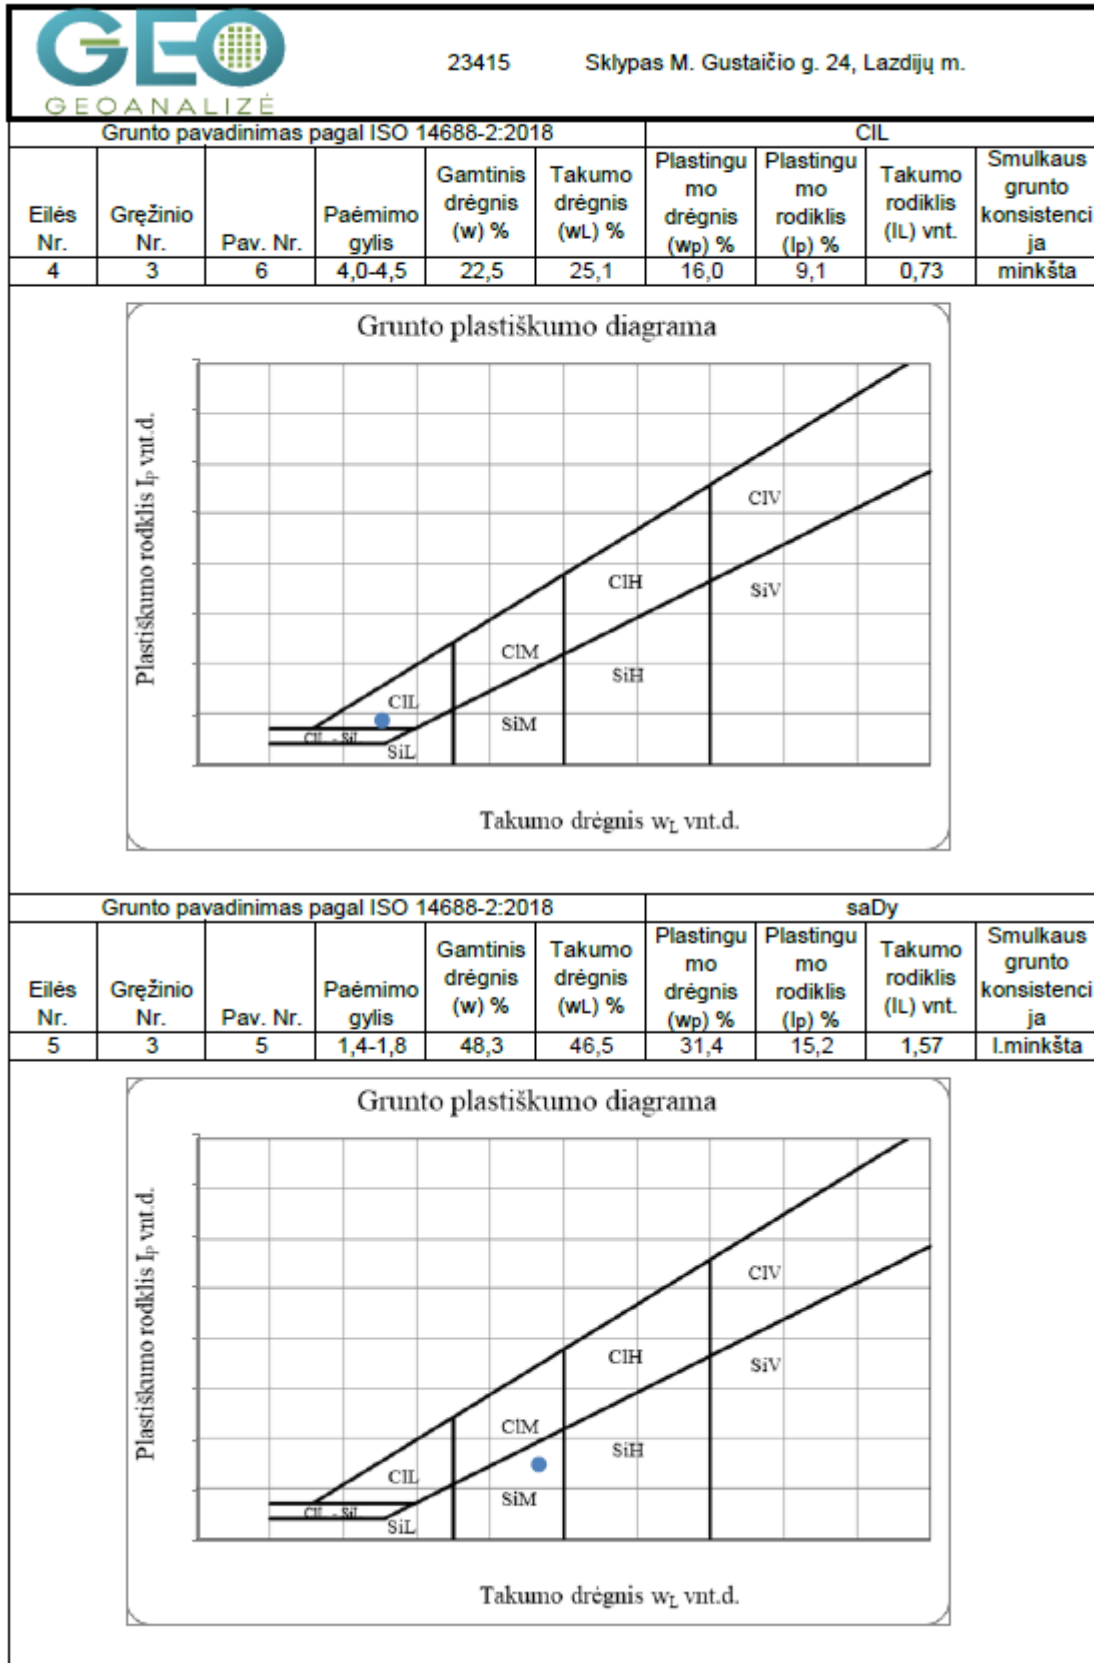 GEO
GEOANALIZĖ
23415 Sklypas M. Gustaičio g. 24, Lazdijų m.
Grunto pavadinimas pagal ISO 14688-2:2018 ClL
Eilės Nr. Gręžinio Nr. Pav. Nr. Paėmimo gylis Gamtinis drėgnis (w) % Takumo drėgnis (wL) % Plastingumo drėgnis (wp) % Plastingumo rodiklis (Ip) % Takumo rodiklis (IL) vnt. Smulkaus grunto konsistencija
4 3 6 4,0-4,5 22,5 25,1 16,0 9,1 0,73 minkšta
Grunto plastiškumo diagrama
Plastiškumo rodklis IP vnt.d.
ClV
ClH
SiV
ClM
SiH
ClL
SiM
ClL - SiL
SiL
Takumo drėgnis wL vnt.d.
Grunto pavadinimas pagal ISO 14688-2:2018 saDy
Eilės Nr. Gręžinio Nr. Pav. Nr. Paėmimo gylis Gamtinis drėgnis (w) % Takumo drėgnis (wL) % Plastingumo drėgnis (wp) % Plastingumo rodiklis (Ip) % Takumo rodiklis (IL) vnt. Smulkaus grunto konsistencija
5 3 5 1,4-1,8 48,3 46,5 31,4 15,2 1,57 l.minkšta
Grunto plastiškumo diagrama
Plastiškumo rodklis IP vnt.d.
ClV
ClH
SiV
ClM
SiH
ClL
SiM
ClL - SiL
SiL
Takumo drėgnis wL vnt.d.